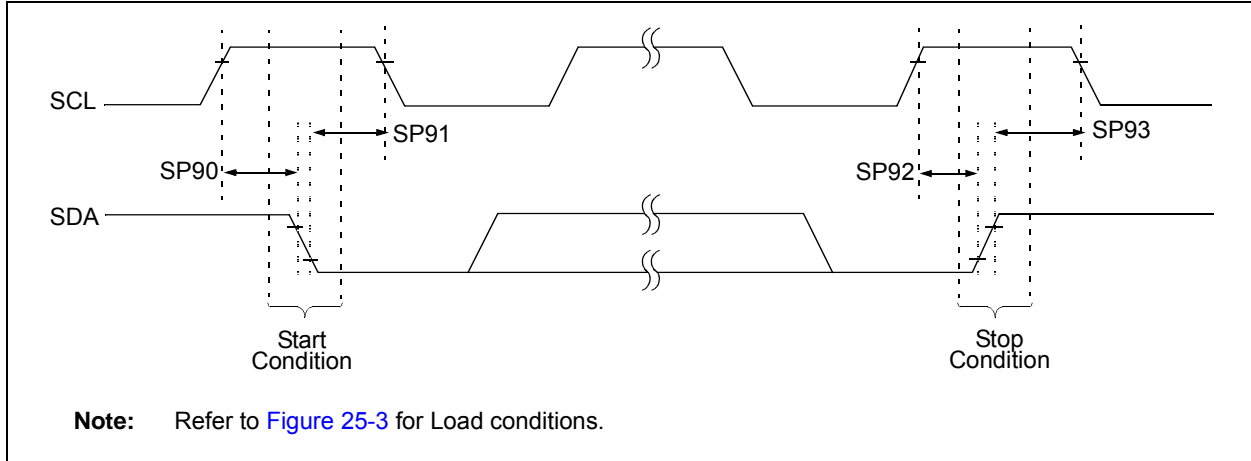 SCL
SP91
SP93
SP90
SP92
SDA
Start
Condition
Stop
Condition
Note: Refer to Figure 25-3 for Load conditions.